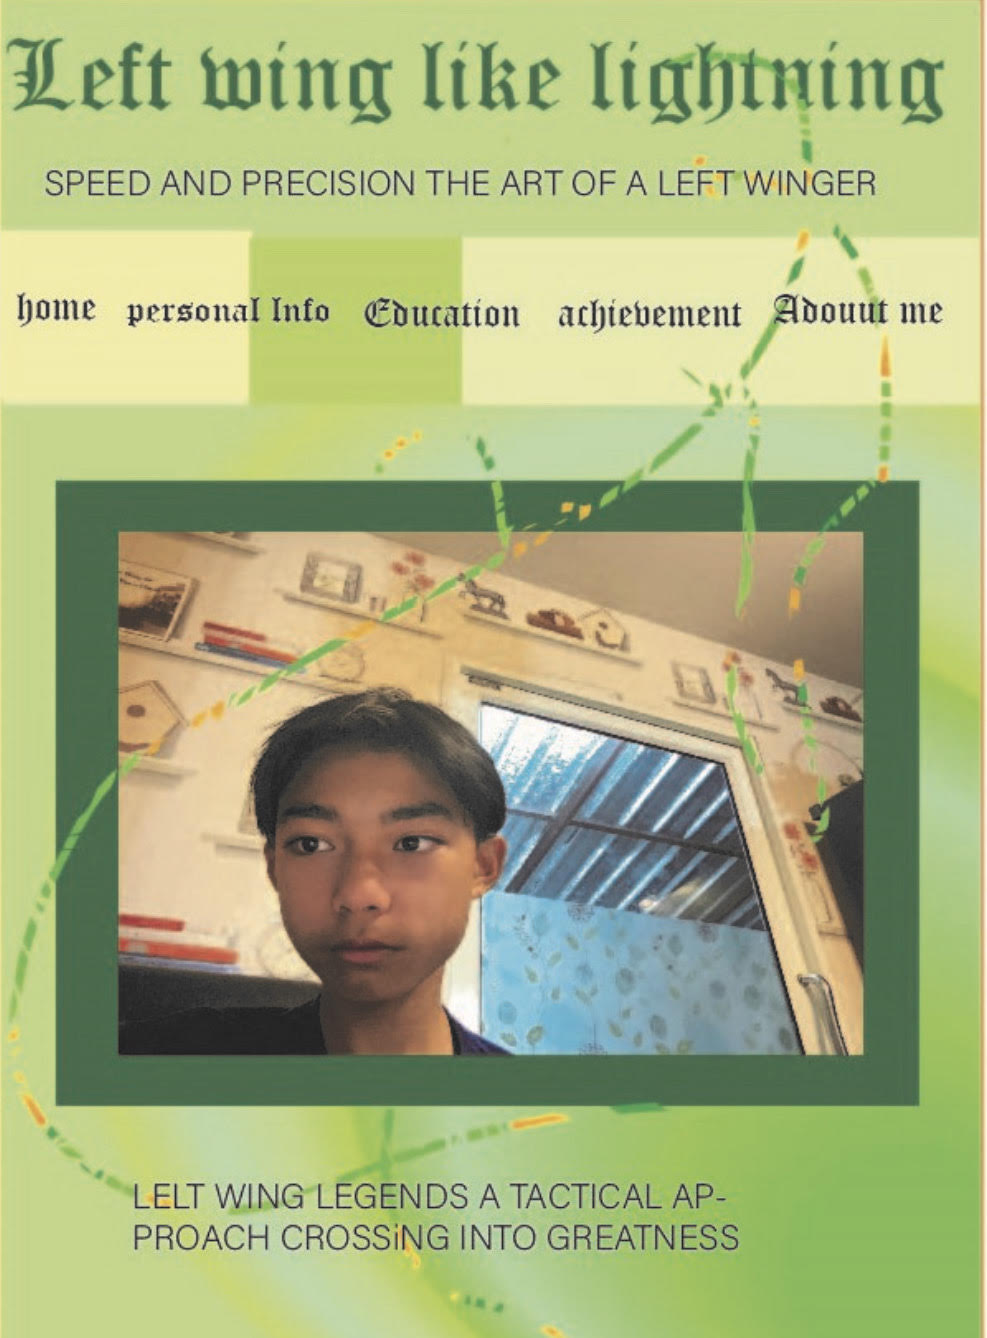 Left wing like lightning
SPEED AND PRECISION THE ART OF A LEFT WINGER
home personal Info Education achievement Adouut me
LELT WING LEGENDS A TACTICAL AP-
PROACH CROSSiNG INTO GREATNESS